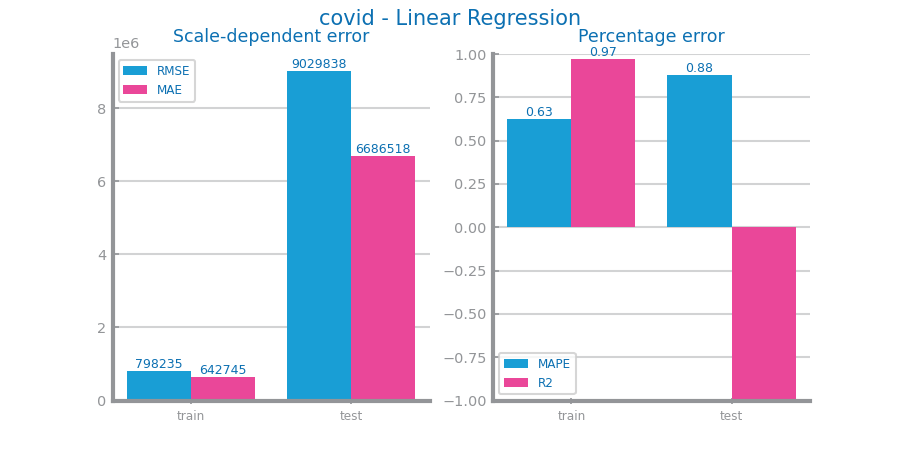 covid - Linear Regression
Scale-dependent error
1e6
RMSE
MAE
9029838
6686518
798235
642745
8
6
4
2
0
train
test
Percentage error
1.00
0.75
0.50
0.25
0.00
−0.25
−0.50
−0.75
−1.00
0.63
0.97
0.88
MAPE
R2
train
test